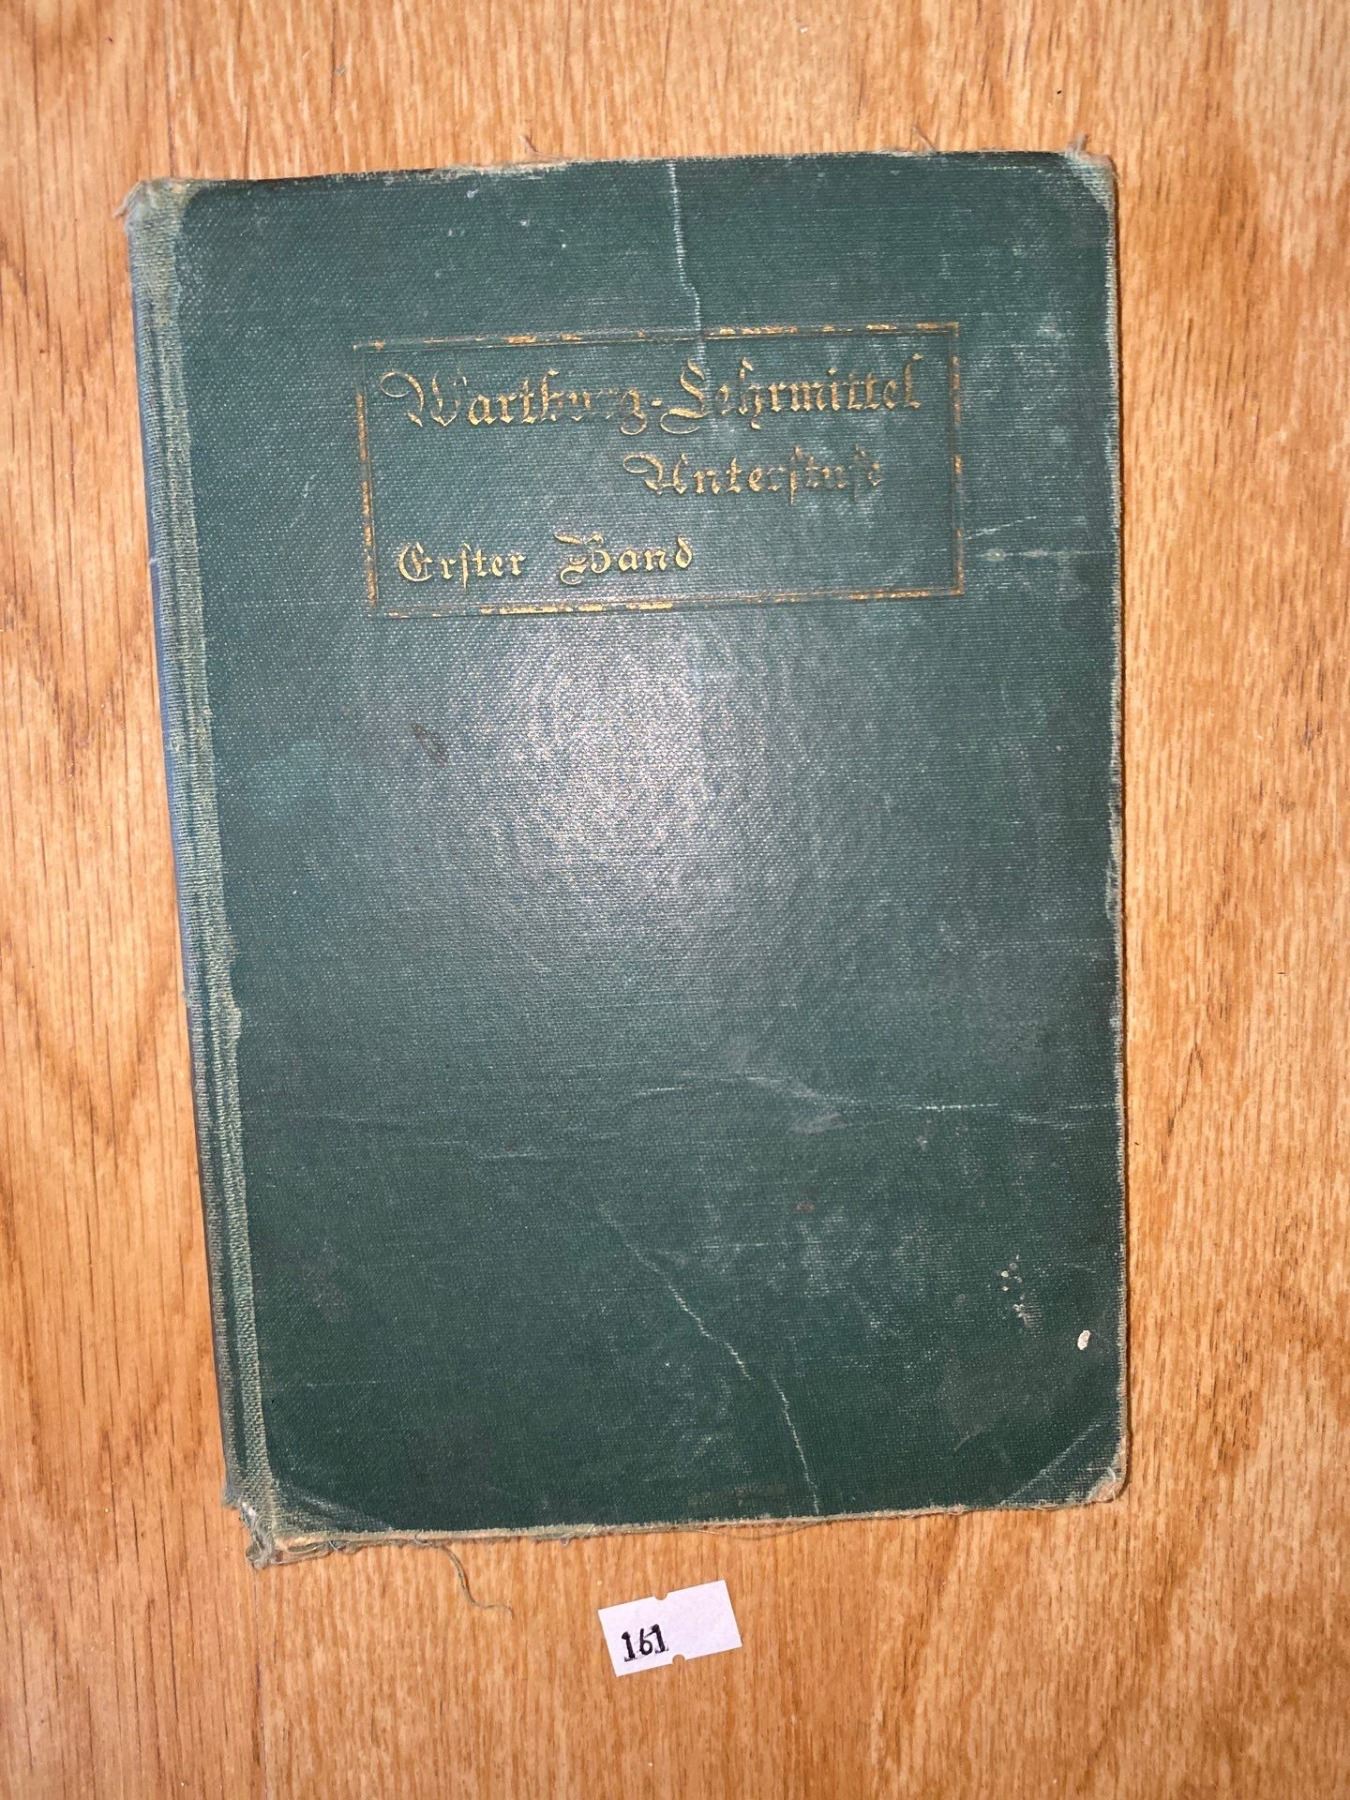 Wartburg-Lehrmittel
Unterstufe
Erster Band
161